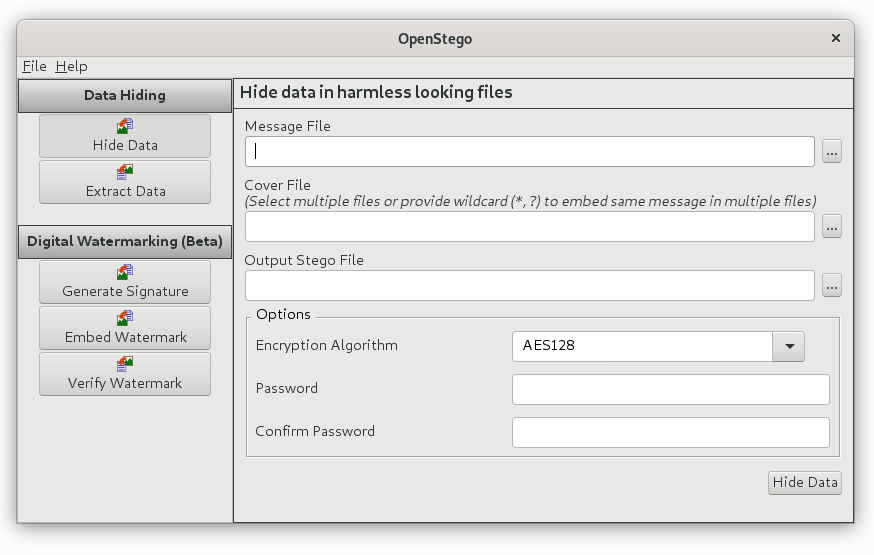 OpenStego
×
File Help
Data Hiding
Hide Data
Extract Data
Digital Watermarking (Beta)
Generate Signature
Embed Watermark
Verify Watermark
Hide data in harmless looking files
Message File
...
Cover File
(Select multiple files or provide wildcard (*, ?) to embed same message in multiple files)
...
Output Stego File
...
Options
Encryption Algorithm AES128
Password
Confirm Password
Hide Data